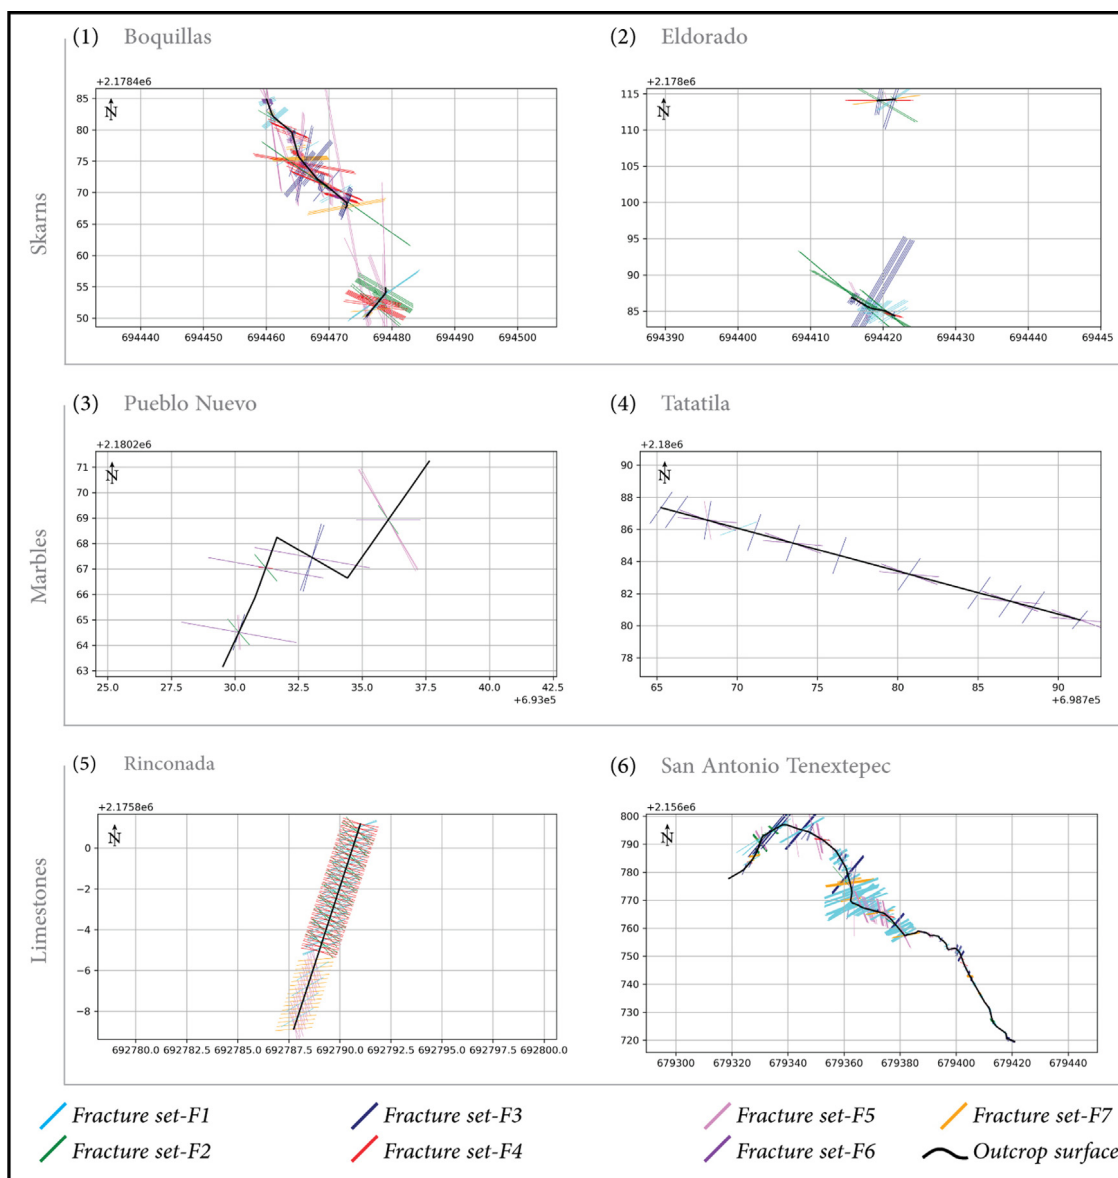 (1) Boquillas
(2) Eldorado
Skarns
+2.1784e6
N
85
80
75
70
65
60
55
50
694440 694450 694460 694470 694480 694490 694500
+2.178e6
N
115
110
105
100
95
90
85
694390 694400 694410 694420 694430 694440 69445
(3) Pueblo Nuevo
(4) Tatatila
Marbles
+2.1802e6
N
71
70
69
68
67
66
65
64
63
25.0 27.5 30.0 32.5 35.0 37.5 40.0 42.5
+6.93e5
+2.18e6
N
90
88
86
84
82
80
78
65 70 75 80 85 90
+6.987e5
(5) Rinconada
(6) San Antonio Tenextepec
Limestones
+2.1758e6
N
0
−2
−4
−6
−8
692780.0 692782.5 692785.0 692787.5 692790.0 692792.5 692795.0 692797.5 692800.0
+2.156e6
N
800
790
780
770
760
750
740
730
720
679300 679320 679340 679360 679380 679400 679420 679440
Fracture set-F1 Fracture set-F3 Fracture set-F5 Fracture set-F7
Fracture set-F2 Fracture set-F4 Fracture set-F6 Outcrop surface